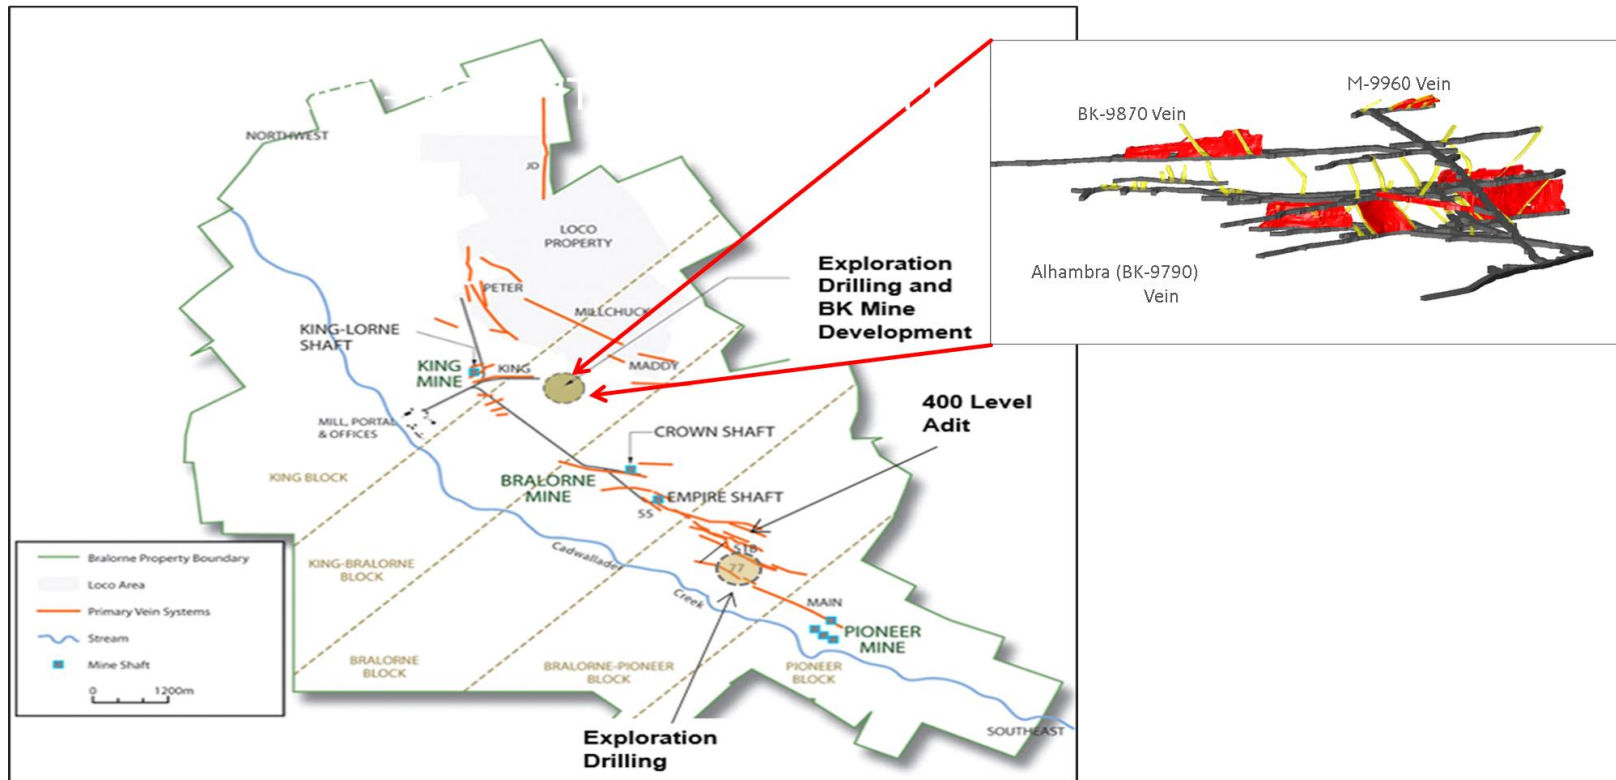 NORTHWEST
JD
LOCO
PROPERTY
PETER
MILLCHUCK
KING-LORNE
SHAFT
KING
MINE
KING
MADDY
MILL, PORTAL
& OFFICES
Exploration
Drilling and
BK Mine
Development
400 Level
Adit
CROWN SHAFT
KING BLOCK
BRALORNE
MINE
EMPIRE SHAFT
55
51B
77
KING-BRALORNE
BLOCK
Cadwallader
Creek
MAIN
PIONEER
MINE
BRALORNE
BLOCK
BRALORNE-PIONEER
BLOCK
PIONEER
BLOCK
SOUTHEAST
Exploration
Drilling
Bralorne Property Boundary
Loco Area
Primary Vein Systems
Stream
Mine Shaft
0 1200m
M-9960 Vein
BK-9870 Vein
Alhambra (BK-9790)
Vein